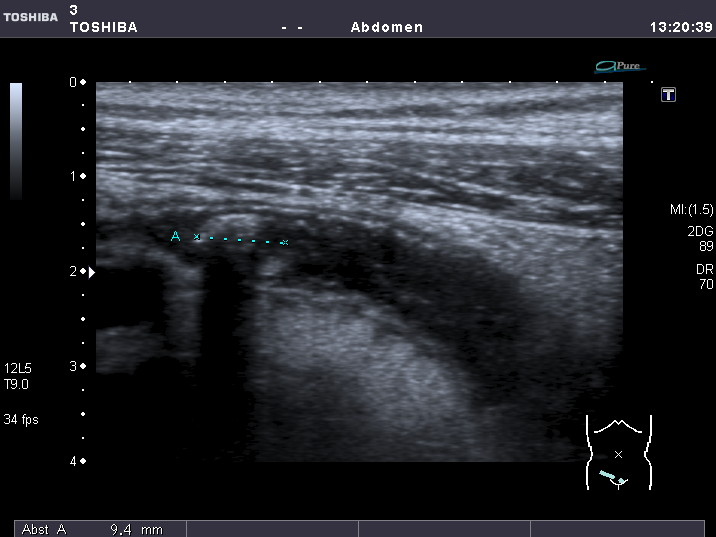 TOSHIBA
3
TOSHIBA - - Abdomen 13:20:39
Pure
T
0
1
2
3
4
A
MI:(1.5)
2DG
89
DR
70
12L5
T9.0
34 fps
Abst A 9.4 mm